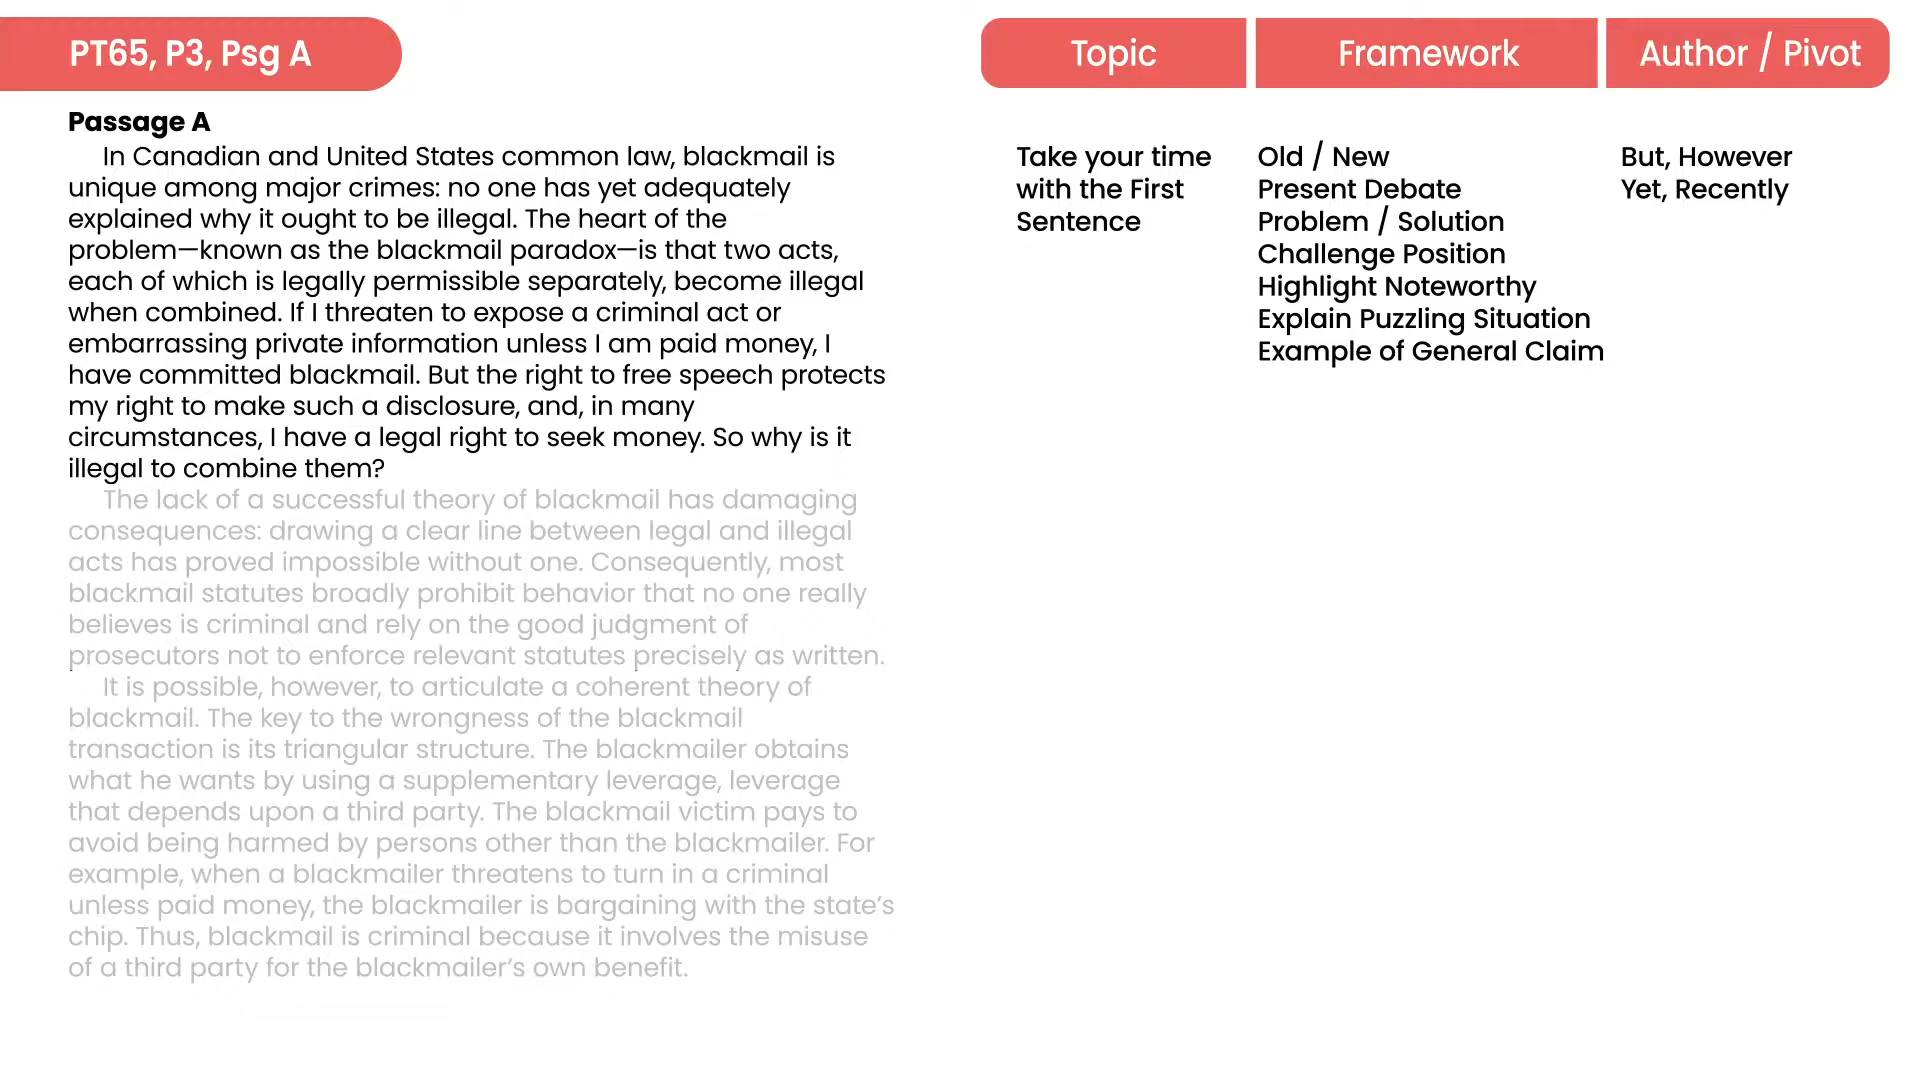 PT65, P3, Psg A
Topic
Framework
Author / Pivot
Passage A
In Canadian and United States common law, blackmail is
unique among major crimes: no one has yet adequately
explained why it ought to be illegal. The heart of the
problem—known as the blackmail paradox—is that two acts,
each of which is legally permissible separately, become illegal
when combined. If I threaten to expose a criminal act or
embarrassing private information unless I am paid money, I
have committed blackmail. But the right to free speech protects
my right to make such a disclosure, and, in many
circumstances, I have a legal right to seek money. So why is it
illegal to combine them?
The lack of a successful theory of blackmail has damaging
consequences: drawing a clear line between legal and illegal
acts has proved impossible without one. Consequently, most
blackmail statutes broadly prohibit behavior that no one really
believes is criminal and rely on the good judgment of
prosecutors not to enforce relevant statutes precisely as written.
It is possible, however, to articulate a coherent theory of
blackmail. The key to the wrongness of the blackmail
transaction is its triangular structure. The blackmailer obtains
what he wants by using a supplementary leverage, leverage
that depends upon a third party. The blackmail victim pays to
avoid being harmed by persons other than the blackmailer. For
example, when a blackmailer threatens to turn in a criminal
unless paid money, the blackmailer is bargaining with the state's
chip. Thus, blackmail is criminal because it involves the misuse
of a third party for the blackmailer's own benefit.
Take your time
with the First
Sentence
Old / New
Present Debate
Problem / Solution
Challenge Position
Highlight Noteworthy
Explain Puzzling Situation
Example of General Claim
But, However
Yet, Recently